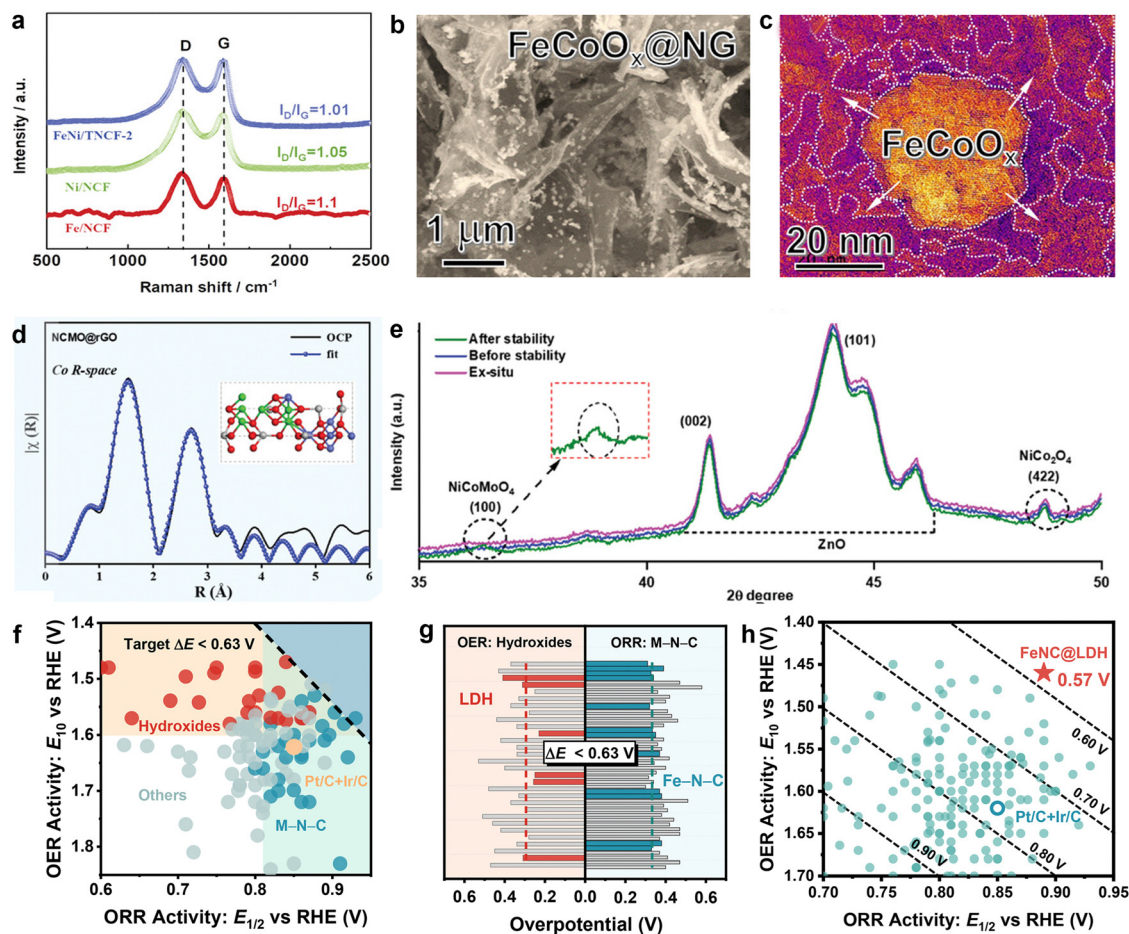 a
D
G
I_D/I_G=1.01
FeNi/TNCF-2
I_D/I_G=1.05
Ni/NCF
I_D/I_G=1.1
Fe/NCF
Intensity / a.u.
500 1000 1500 2000 2500
Raman shift / cm⁻¹
b
FeCoOₓ@NG
1 μm
c
FeCoOₓ
20 nm
d
NCMO@rGO
Co R-space
OCP
fit
|χ (R)|
0 1 2 3 4 5 6
R (Å)
e
After stability
Before stability
Ex-situ
Intensity (a.u.)
NiCoMoO₄
(100)
(002)
(101)
NiCo₂O₄
(422)
ZnO
35 40 45 50
2θ degree
f
Target ΔE < 0.63 V
Hydroxides
Others
Pt/C+Ir/C
M–N–C
OER Activity: E₁₀ vs RHE (V)
1.4
1.5
1.6
1.7
1.8
0.6 0.7 0.8 0.9
ORR Activity: E₁/₂ vs RHE (V)
g
OER: Hydroxides
ORR: M–N–C
LDH
ΔE < 0.63 V
Fe–N–C
0.6 0.4 0.2 0.0 0.2 0.4 0.6
Overpotential (V)
h
FeNC@LDH
0.57 V
0.60 V
0.70 V
Pt/C+Ir/C
0.80 V
0.90 V
OER Activity: E₁₀ vs RHE (V)
1.40
1.45
1.50
1.55
1.60
1.65
1.70
0.70 0.75 0.80 0.85 0.90 0.95
ORR Activity: E₁/₂ vs RHE (V)